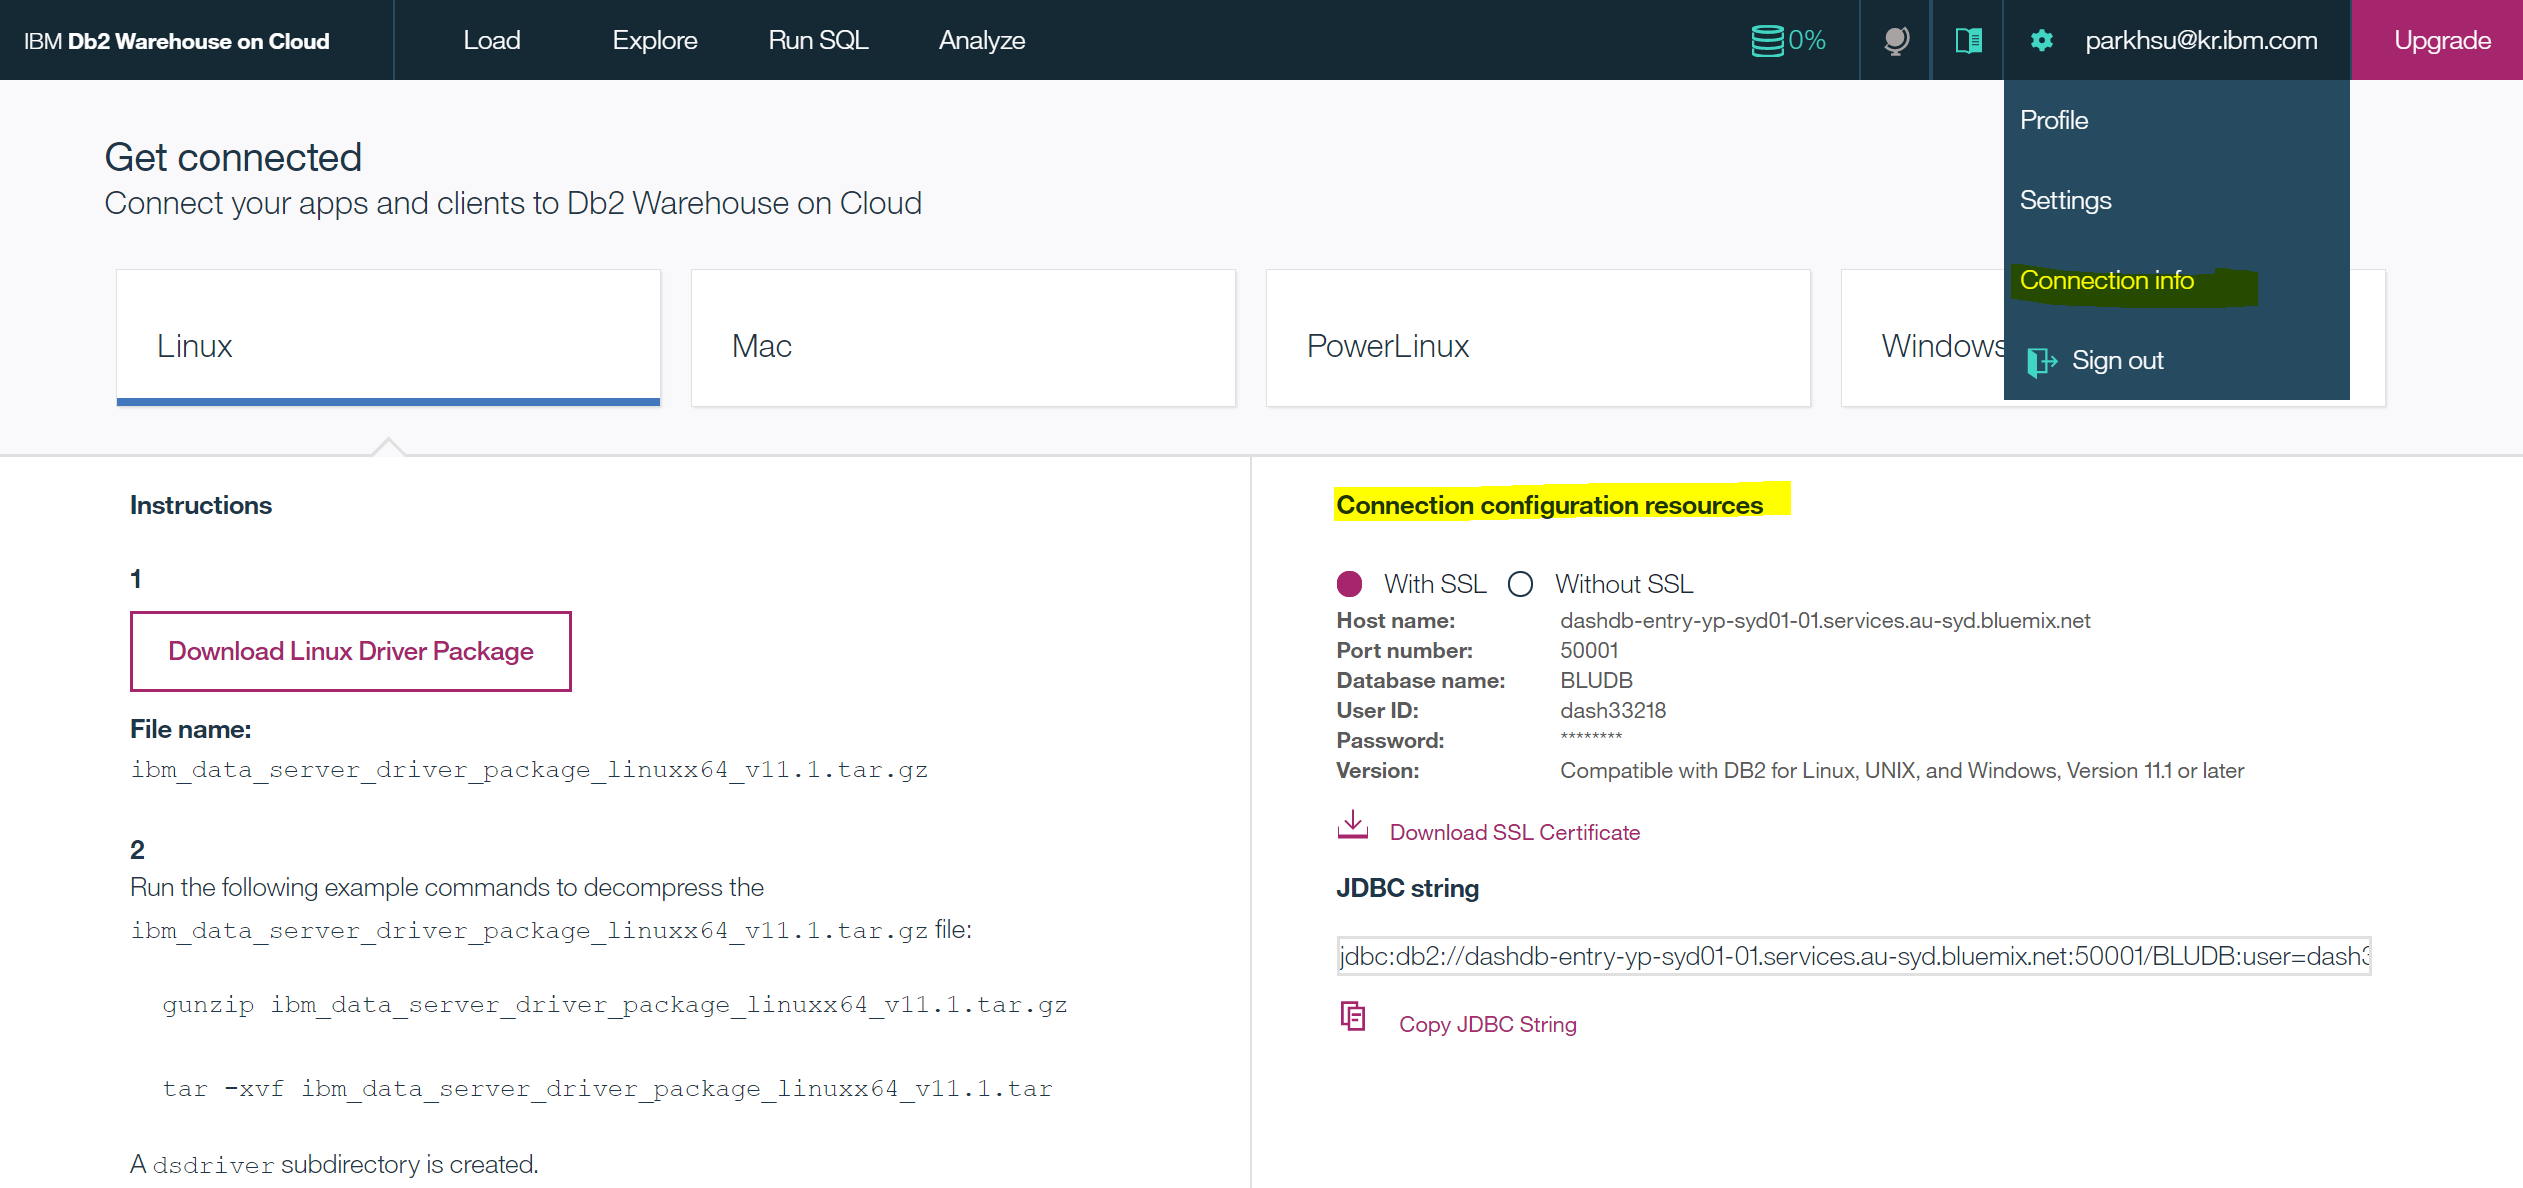 IBM Db2 Warehouse on Cloud
Load
Explore
Run SQL
Analyze
0%
parkhsu@kr.ibm.com
Upgrade
Profile
Settings
Connection info
Sign out
Get connected
Connect your apps and clients to Db2 Warehouse on Cloud
Linux
Mac
PowerLinux
Windows
Instructions
1
Download Linux Driver Package
File name:
ibm_data_server_driver_package_linuxx64_v11.1.tar.gz
2
Run the following example commands to decompress the
ibm_data_server_driver_package_linuxx64_v11.1.tar.gz file:
gunzip ibm_data_server_driver_package_linuxx64_v11.1.tar.gz
tar -xvf ibm_data_server_driver_package_linuxx64_v11.1.tar
A dsdriver subdirectory is created.
Connection configuration resources
With SSL
Without SSL
Host name: dashdb-entry-yp-syd01-01.services.au-syd.bluemix.net
Port number: 50001
Database name: BLUDB
User ID: dash33218
Password: ********
Version: Compatible with DB2 for Linux, UNIX, and Windows, Version 11.1 or later
Download SSL Certificate
JDBC string
jdbc:db2://dashdb-entry-yp-syd01-01.services.au-syd.bluemix.net:50001/BLUDB:user=dash3
Copy JDBC String